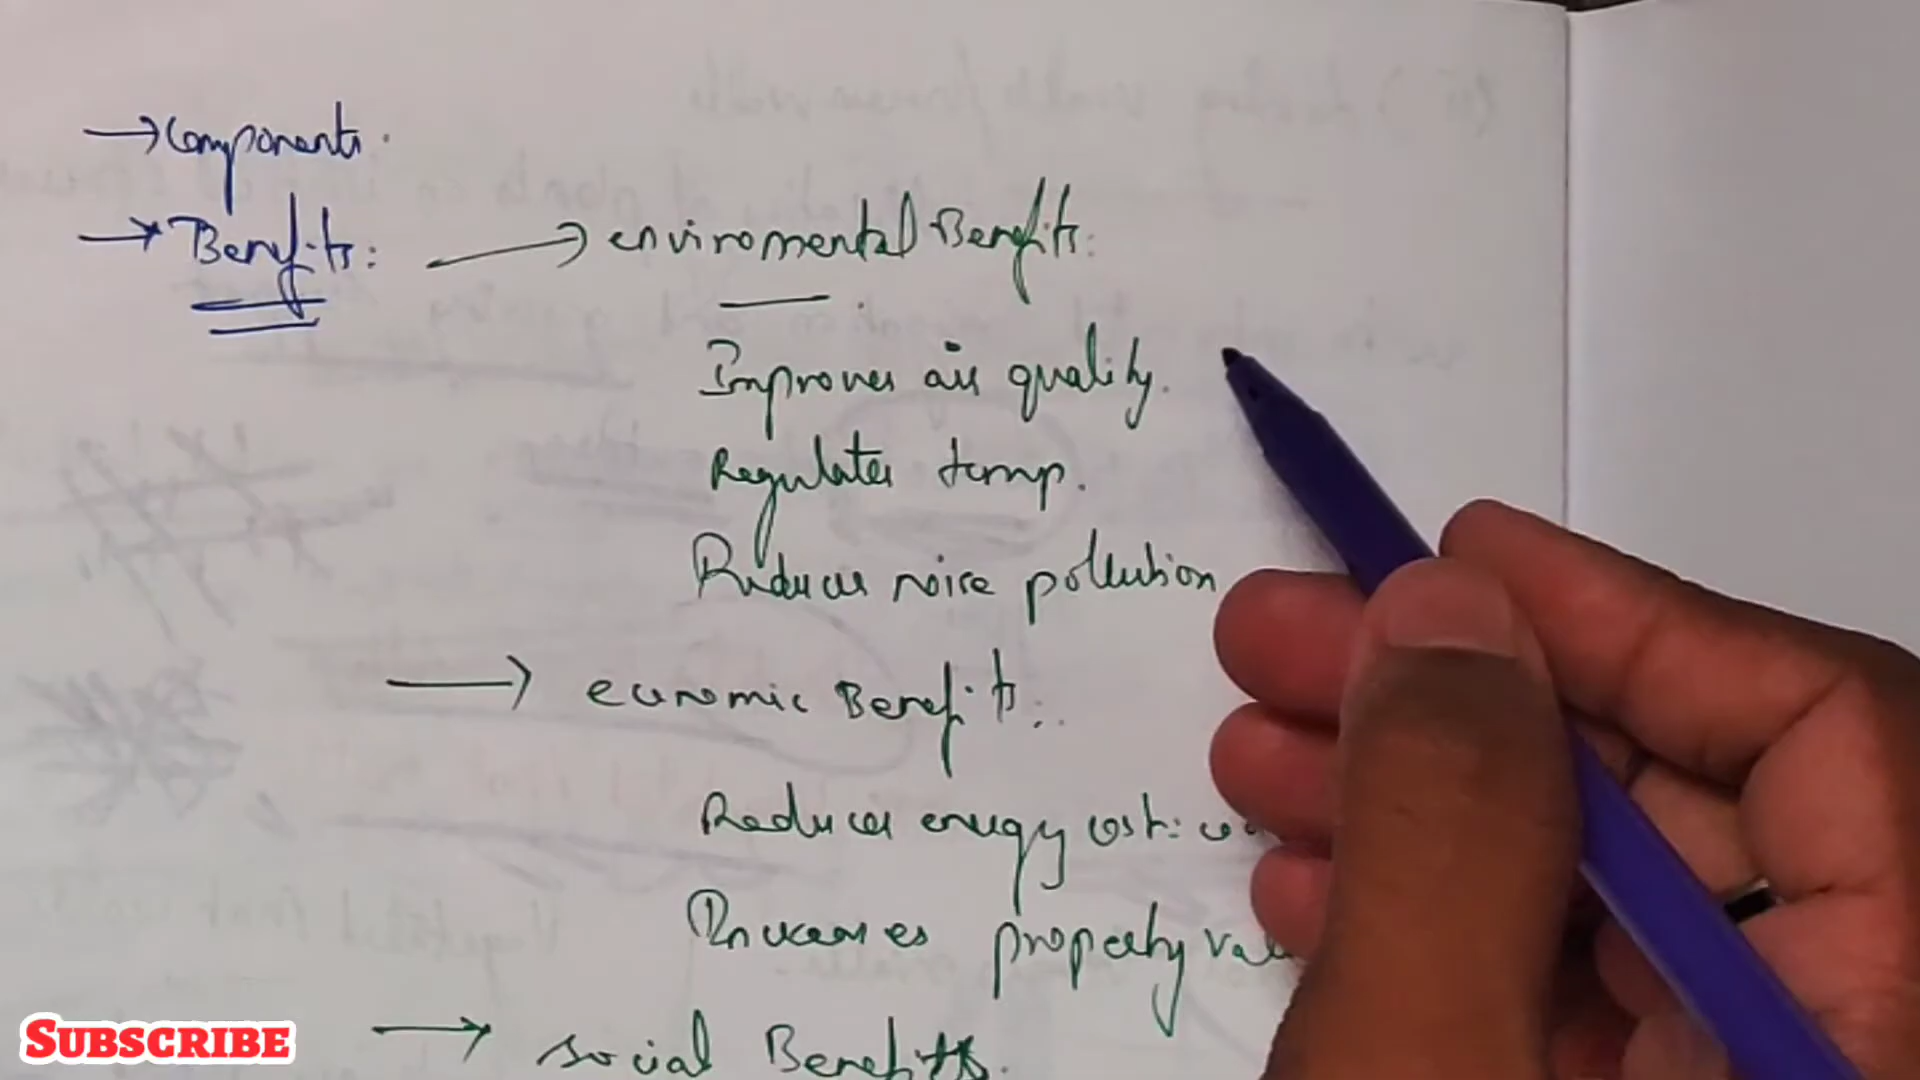 → Components.
→ Benefits: → enviromental Benefits:
Improves air quality.
Regulates temp.
Reduces noise pollution
→ economic Benefits:
Reduces energy cost:
Increases property
→ social Benefits.
SUBSCRIBE